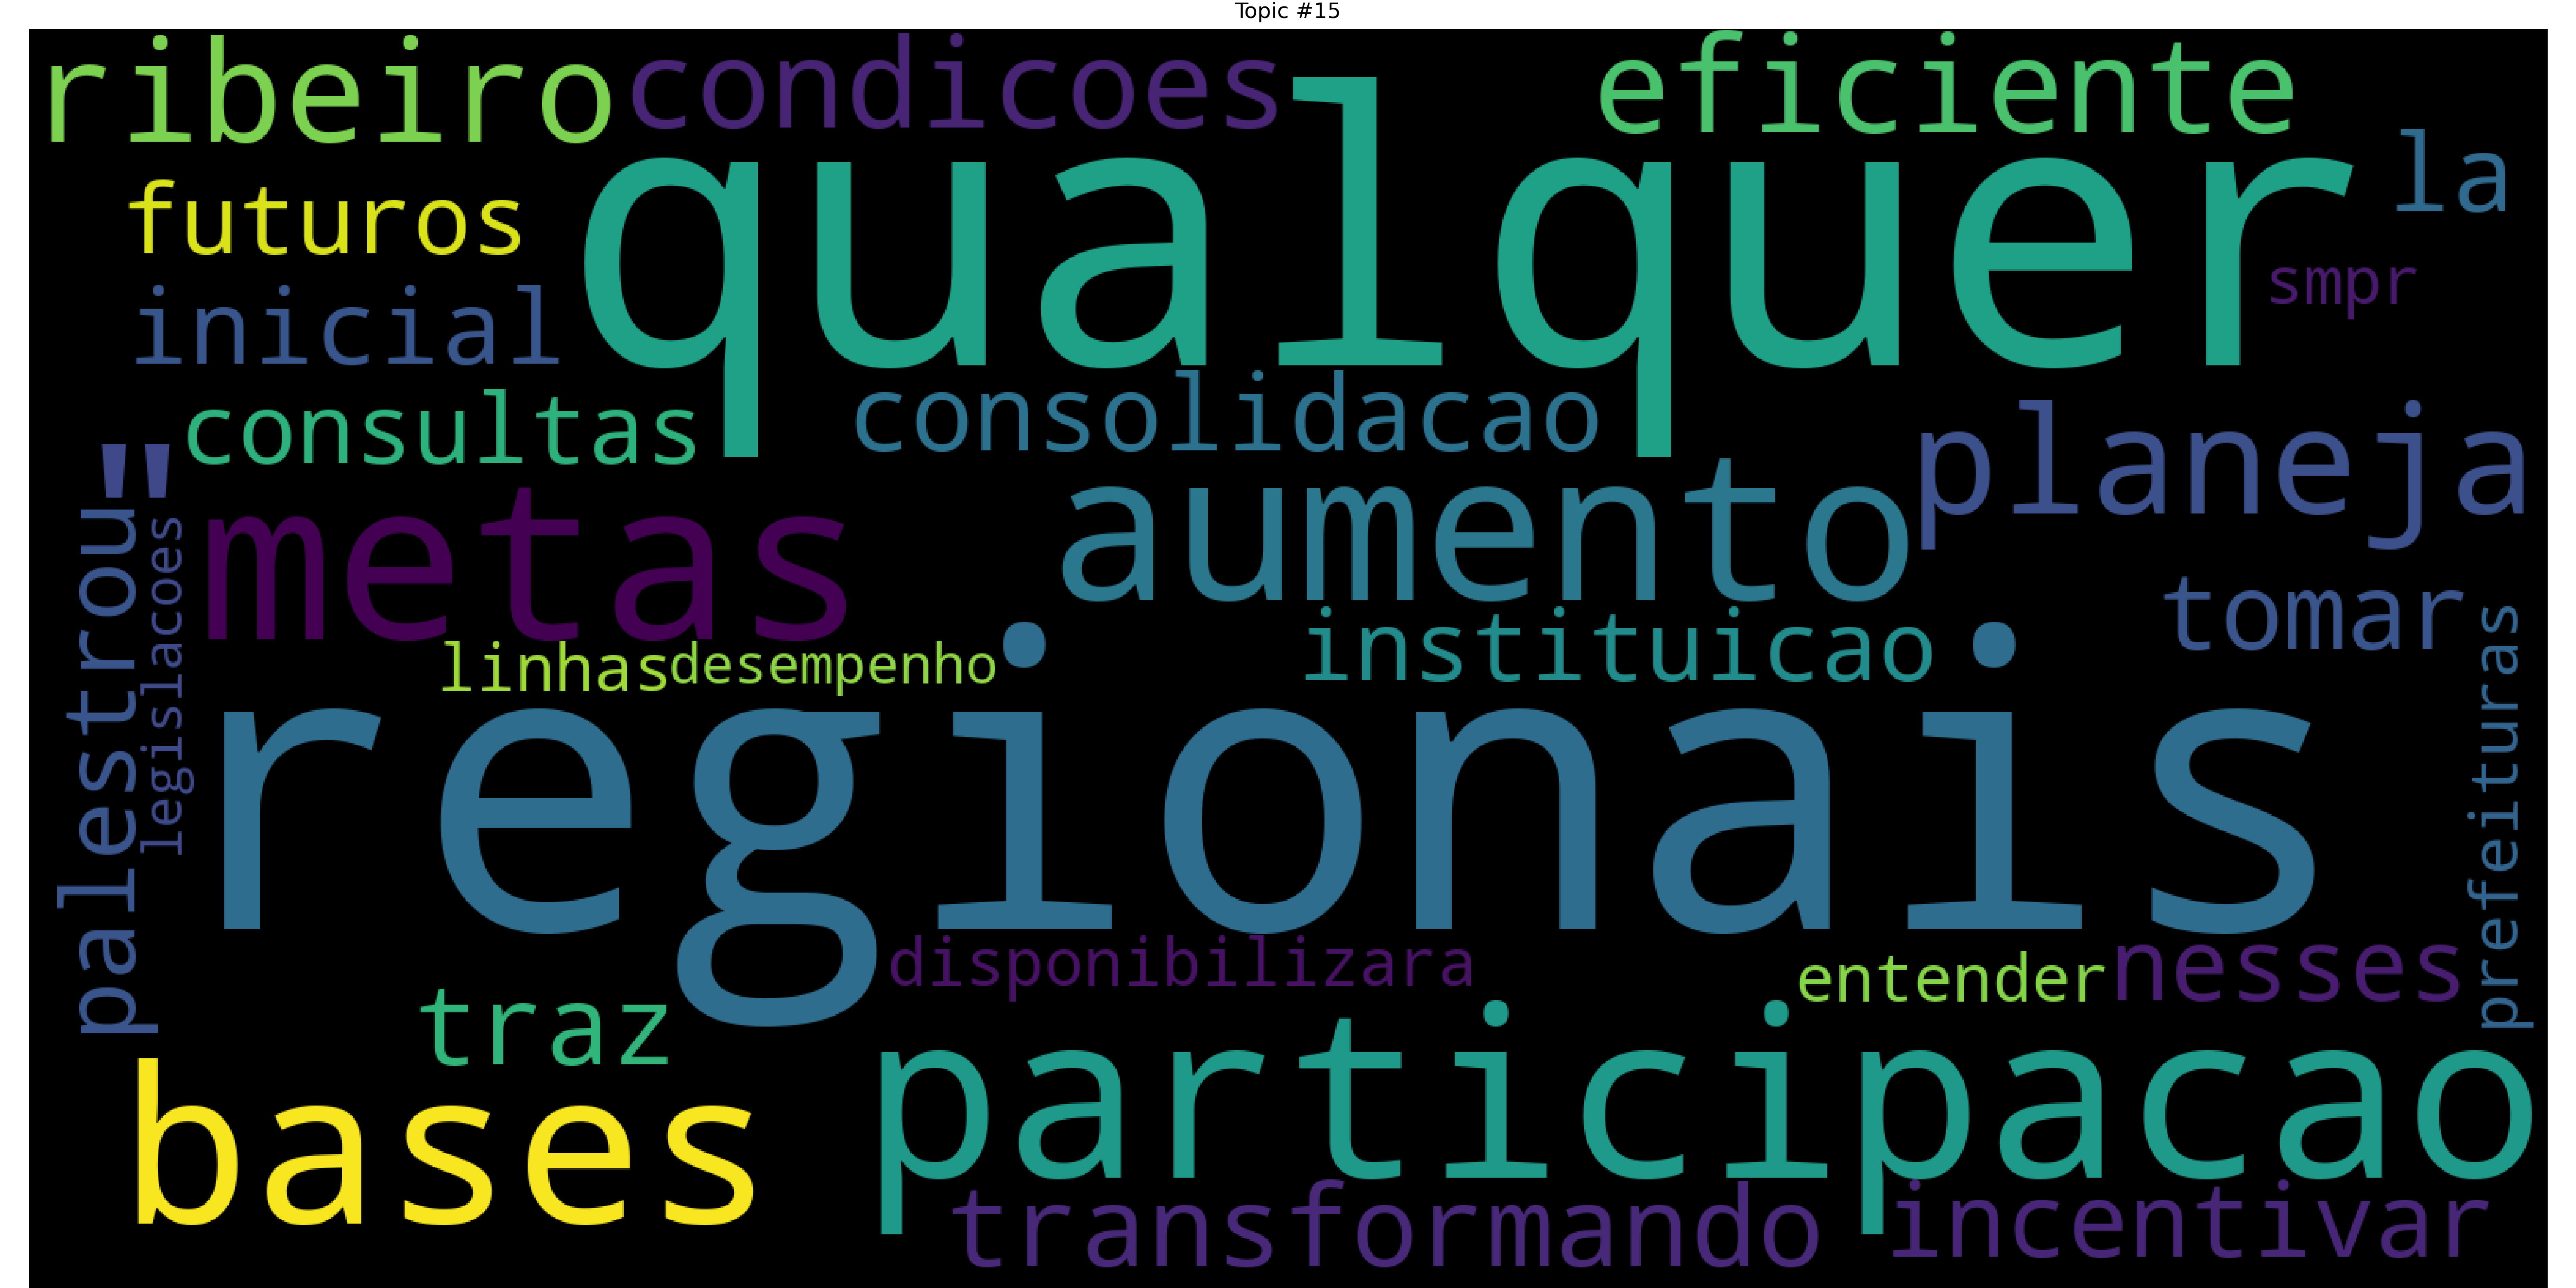 Topic #15
ribeiro
condicoes
eficiente
qualquer
la
futuros
smpr
inicial
consultas
consolidacao
planeja
palestrou"
legislacoes
metas
aumento
tomar
instituicao
linhas
desempenho
prefeituras
regionais
disponibilizara
entender
nesses
traz
participacao
bases
transformando
incentivar